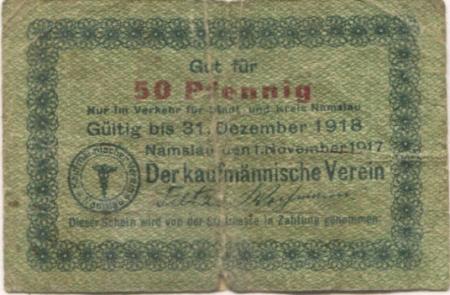 Gut für
50 Pfennig
Nur im Verkehr für Stadt und Kreis Namslau
Gültig bis 31. Dezember 1918
Namslau den 1. November 1917
Der kaufmännische Verein
Dieser Schein wird von der in Zahlung genommen.